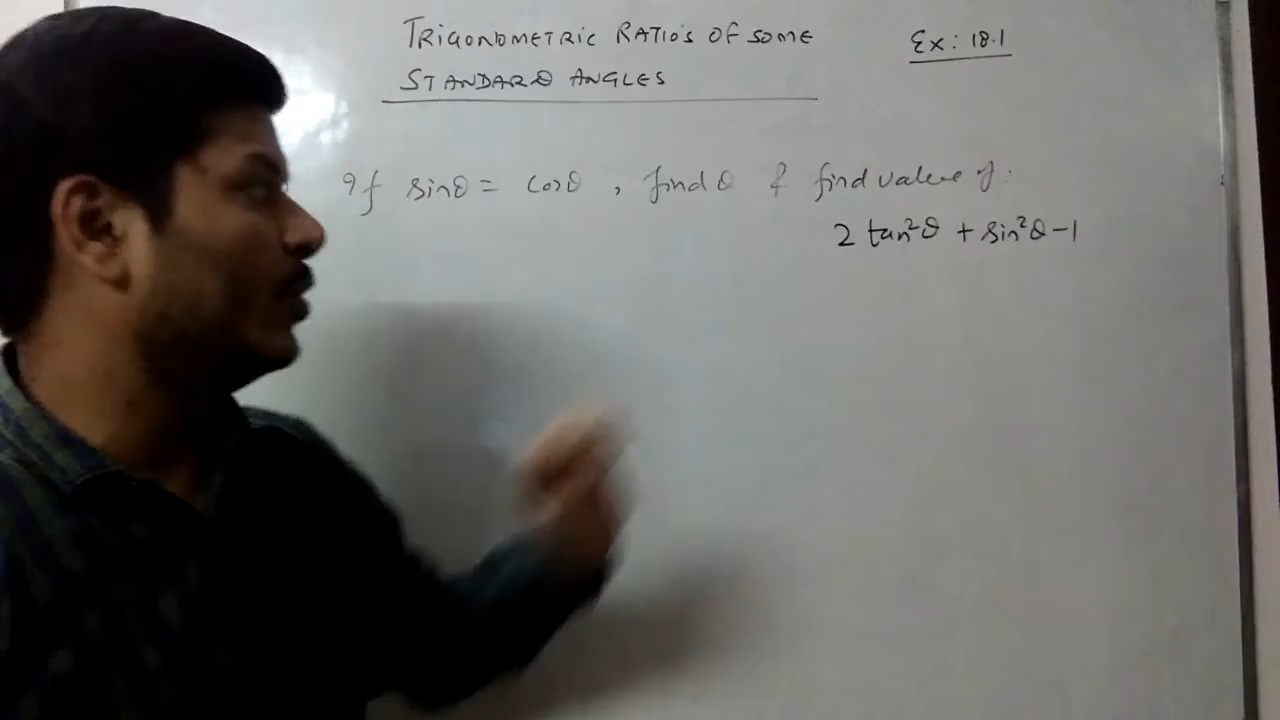 TRIGONOMETRIC RATIO'S OF SOME
STANDARD ANGLES
Ex: 18.1
If sinθ = cosθ , find θ & find value of:
2 tan²θ + sin²θ - 1